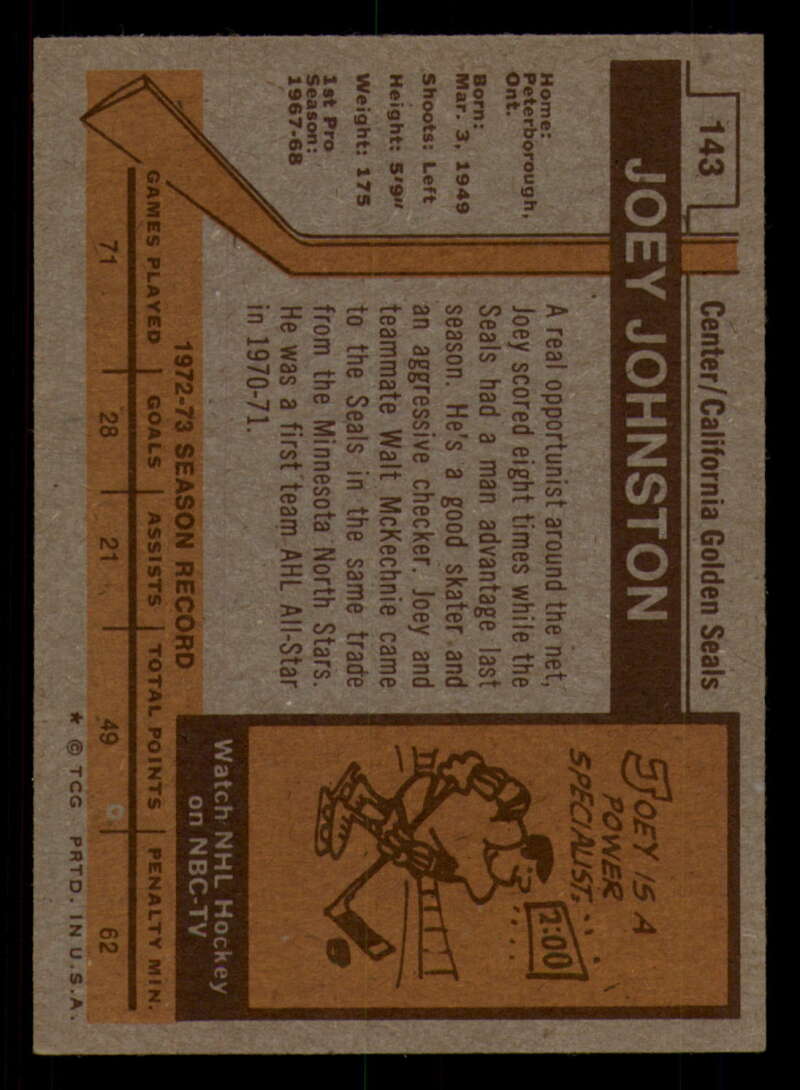 143
Center/California Golden Seals
JOEY JOHNSTON
Home:
Peterborough,
Ont.
Born:
Mar. 3, 1949
Shoots: Left
Height: 5'9"
Weight: 175
1st Pro
Season:
1967-68
A real opportunist around the net,
Joey scored eight times while the
Seals had a man advantage last
season. He's a good skater and
an aggressive checker. Joey and
teammate Walt McKechnie came
to the Seals in the same trade
from the Minnesota North Stars.
He was a first team AHL All-Star
in 1970-71.
JOEY IS A
POWER
SPECIALIST...
2:00
Watch NHL Hockey
on NBC-TV
1972-73 SEASON RECORD
GAMES PLAYED GOALS ASSISTS TOTAL POINTS PENALTY MIN.
71 28 21 49 62
* © TCG PRTD. IN U.S.A.